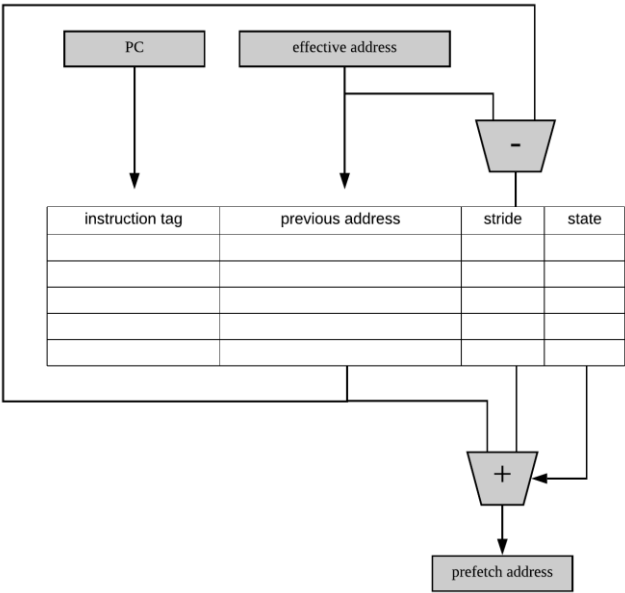 PC
effective address
-
instruction tag
previous address
stride
state
+
prefetch address